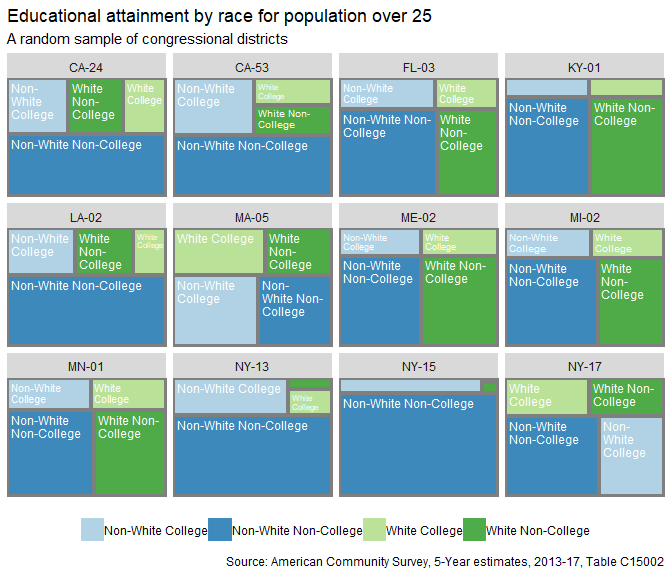 Educational attainment by race for population over 25
A random sample of congressional districts
CA-24
CA-53
FL-03
KY-01
Non-
White
College
White
Non-
College
White
College
Non-White Non-College
Non-White
College
White
College
White Non-
College
Non-White Non-College
Non-White
College
White
College
Non-White Non-
College
White
Non-
College
Non-White
Non-College
White Non-
College
LA-02
MA-05
ME-02
MI-02
Non-White
College
White
Non-
College
White
College
Non-White Non-College
White College
White
Non-College
Non-White
College
Non-
White Non-
College
Non-White
College
White
College
Non-White
Non-College
White Non-
College
Non-White
College
White
College
Non-White
Non-College
White
Non-
College
MN-01
NY-13
NY-15
NY-17
Non-White
College
White
College
Non-White
Non-College
White Non-
College
Non-White College
White
College
Non-White Non-College
Non-White Non-College
White
College
White Non-
College
Non-White
Non-College
Non-
White
College
Non-White College
Non-White Non-College
White College
White Non-College
Source: American Community Survey, 5-Year estimates, 2013-17, Table C15002